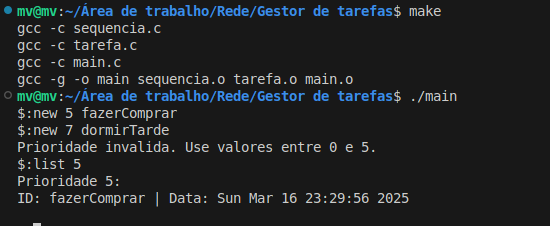 mv@mv:~/Área de trabalho/Rede/Gestor de tarefas$ make
gcc -c sequencia.c
gcc -c tarefa.c
gcc -c main.c
gcc -g -o main sequencia.o tarefa.o main.o
mv@mv:~/Área de trabalho/Rede/Gestor de tarefas$ ./main
$:new 5 fazerComprar
$:new 7 dormirTarde
Prioridade invalida. Use valores entre 0 e 5.
$:list 5
Prioridade 5:
ID: fazerComprar | Data: Sun Mar 16 23:29:56 2025